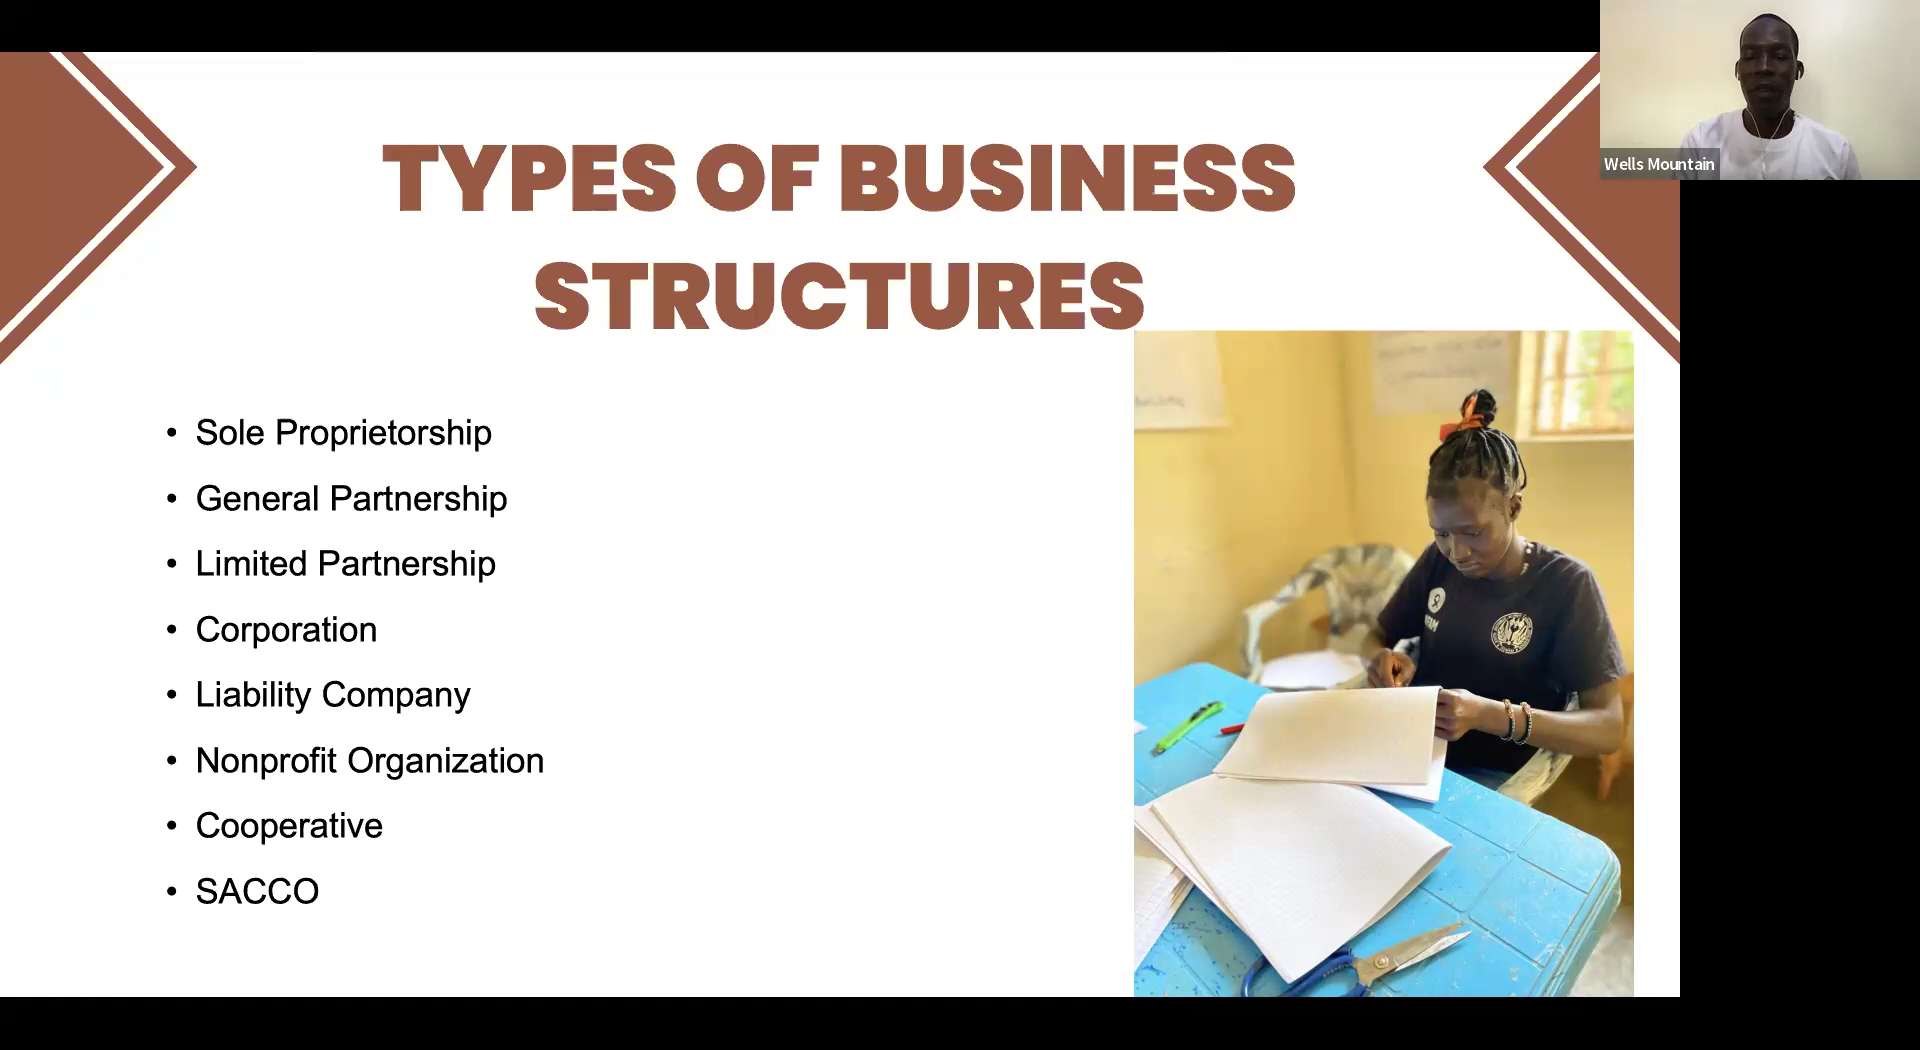 Wells Mountain
TYPES OF BUSINESS
STRUCTURES
• Sole Proprietorship
• General Partnership
• Limited Partnership
• Corporation
• Liability Company
• Nonprofit Organization
• Cooperative
• SACCO